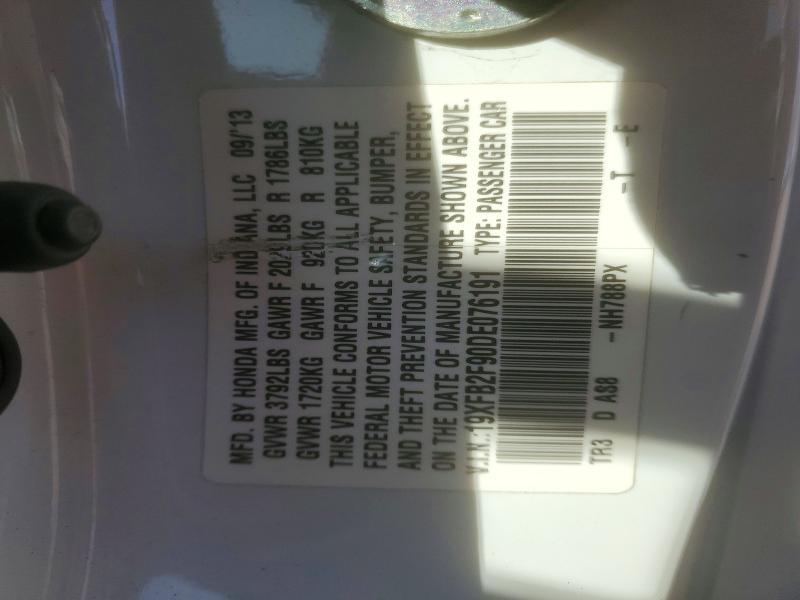 MFD. BY HONDA MFG. OF INDIANA, LLC 09/'13
GVWR 3792LBS GAWR F LBS R 1786LBS
GVWR 1720KG GAWR F 920KG R 810KG
THIS VEHICLE CONFORMS TO ALL APPLICABLE
FEDERAL MOTOR VEHICLE SAFETY, BUMPER,
AND THEFT PREVENTION STANDARDS IN EFFECT
ON THE DATE OF MANUFACTURE SHOWN ABOVE.
V.I.N.: 19XFB2F90DE076191 TYPE: PASSENGER CAR
TR3 D AS8 -NH788PX -T -E